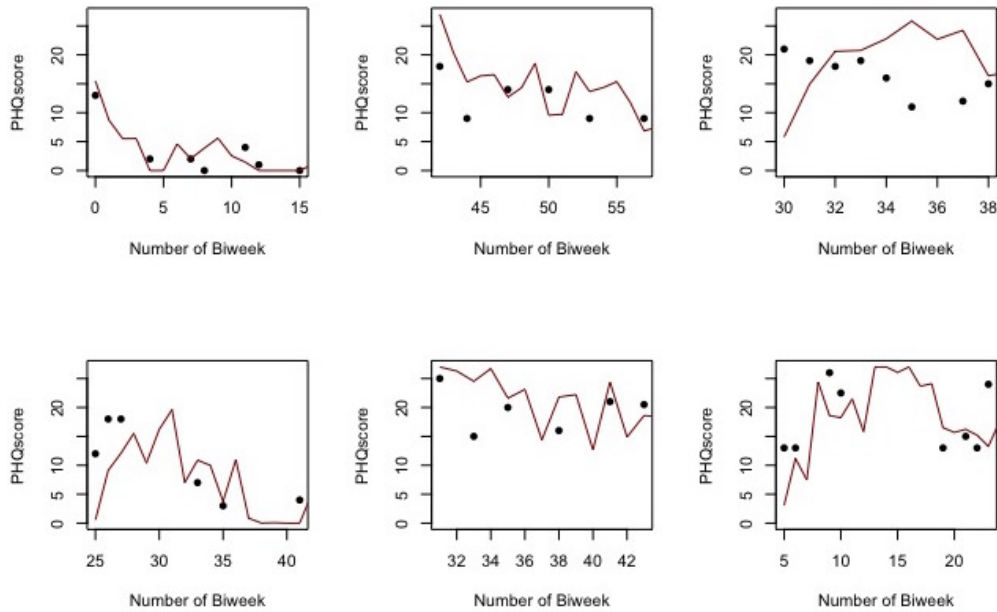 PHQscore
0 5 10 20
0 5 10 15
Number of Biweek
PHQscore
0 5 10 20
45 50 55
Number of Biweek
PHQscore
0 5 10 20
30 32 34 36 38
Number of Biweek
PHQscore
0 5 10 20
25 30 35 40
Number of Biweek
PHQscore
0 5 10 20
32 34 36 38 40 42
Number of Biweek
PHQscore
0 5 10 20
5 10 15 20
Number of Biweek